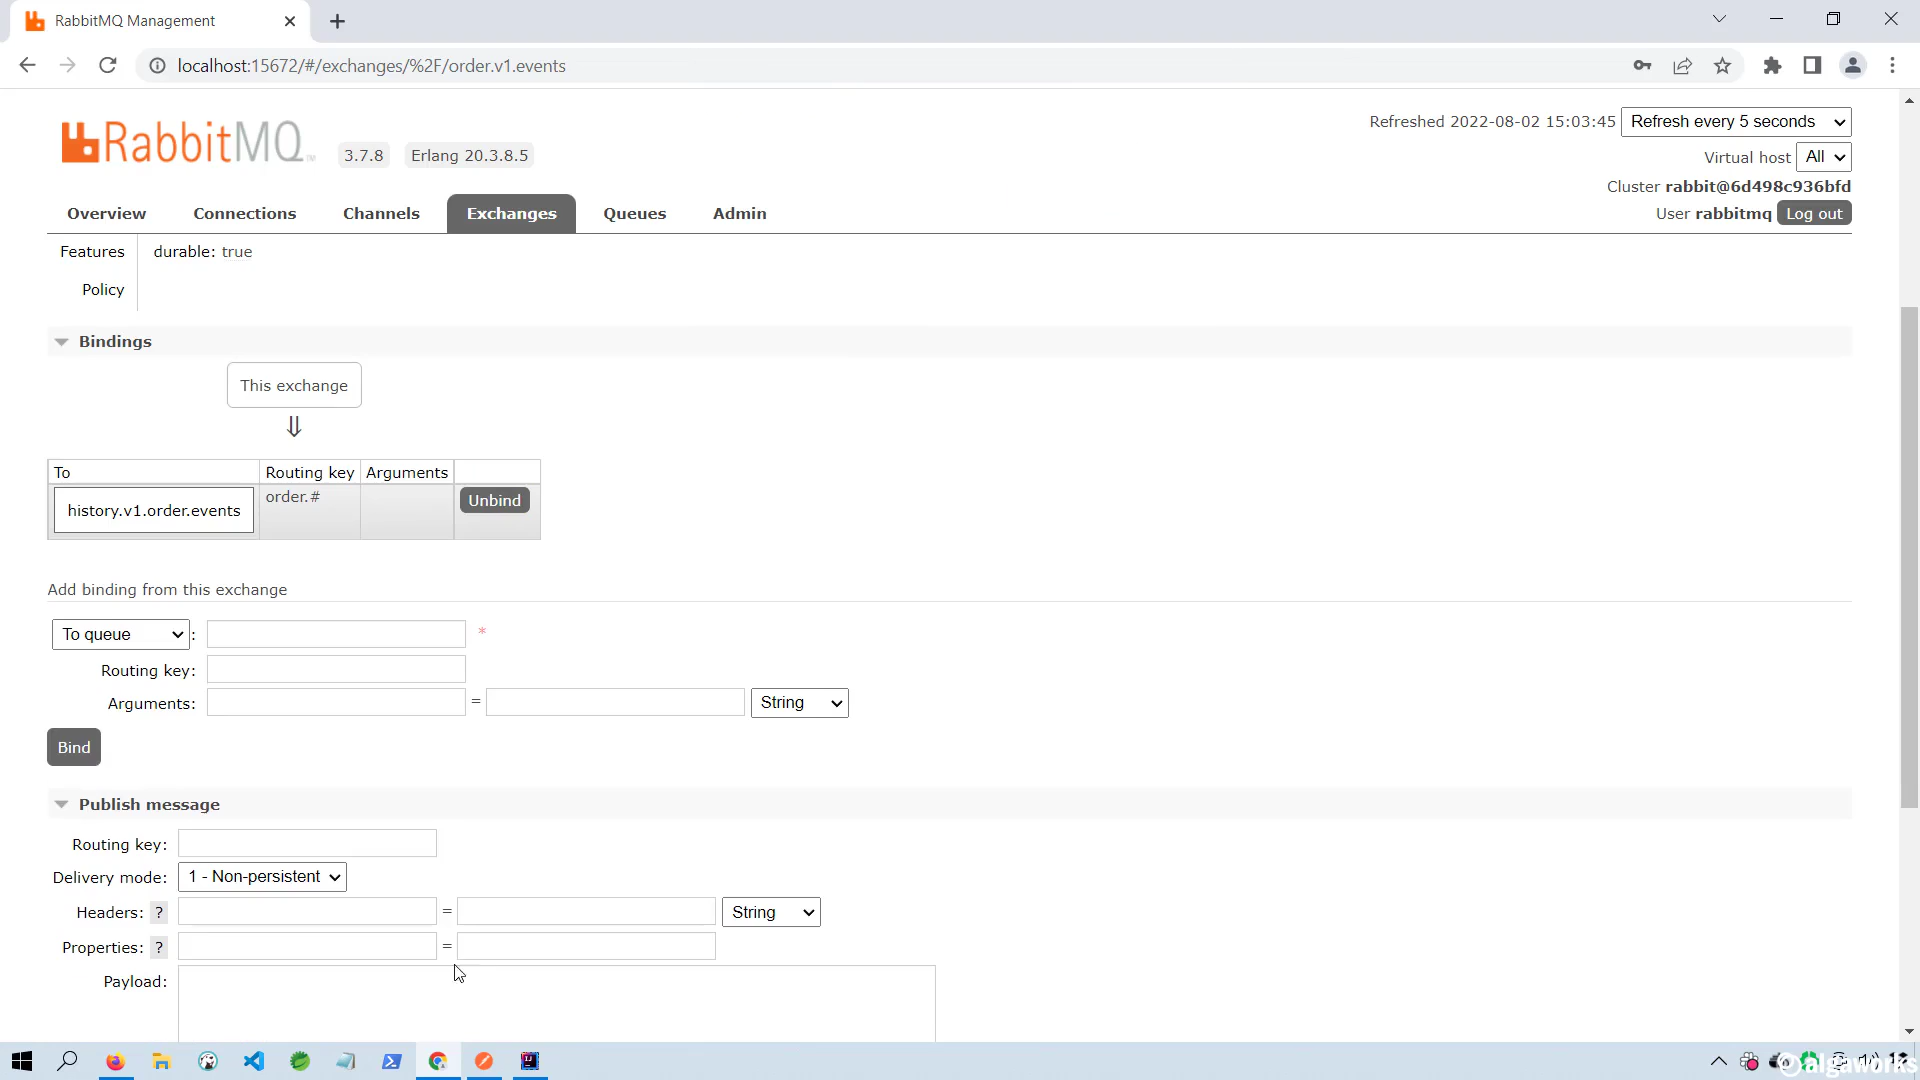 RabbitMQ Management
localhost:15672/#/exchanges/%2F/order.v1.events
RabbitMQ TM
3.7.8
Erlang 20.3.8.5
Refreshed 2022-08-02 15:03:45
Refresh every 5 seconds
Virtual host
All
Cluster rabbit@6d498c936bfd
User rabbitmq
Log out
Overview
Connections
Channels
Exchanges
Queues
Admin
Features
durable: true
Policy
Bindings
This exchange
⇓
To
Routing key
Arguments
history.v1.order.events
order.#
Unbind
Add binding from this exchange
To queue
:
*
Routing key:
Arguments:
=
String
Bind
Publish message
Routing key:
Delivery mode:
1 - Non-persistent
Headers: ?
=
String
Properties: ?
=
Payload:
algaworks